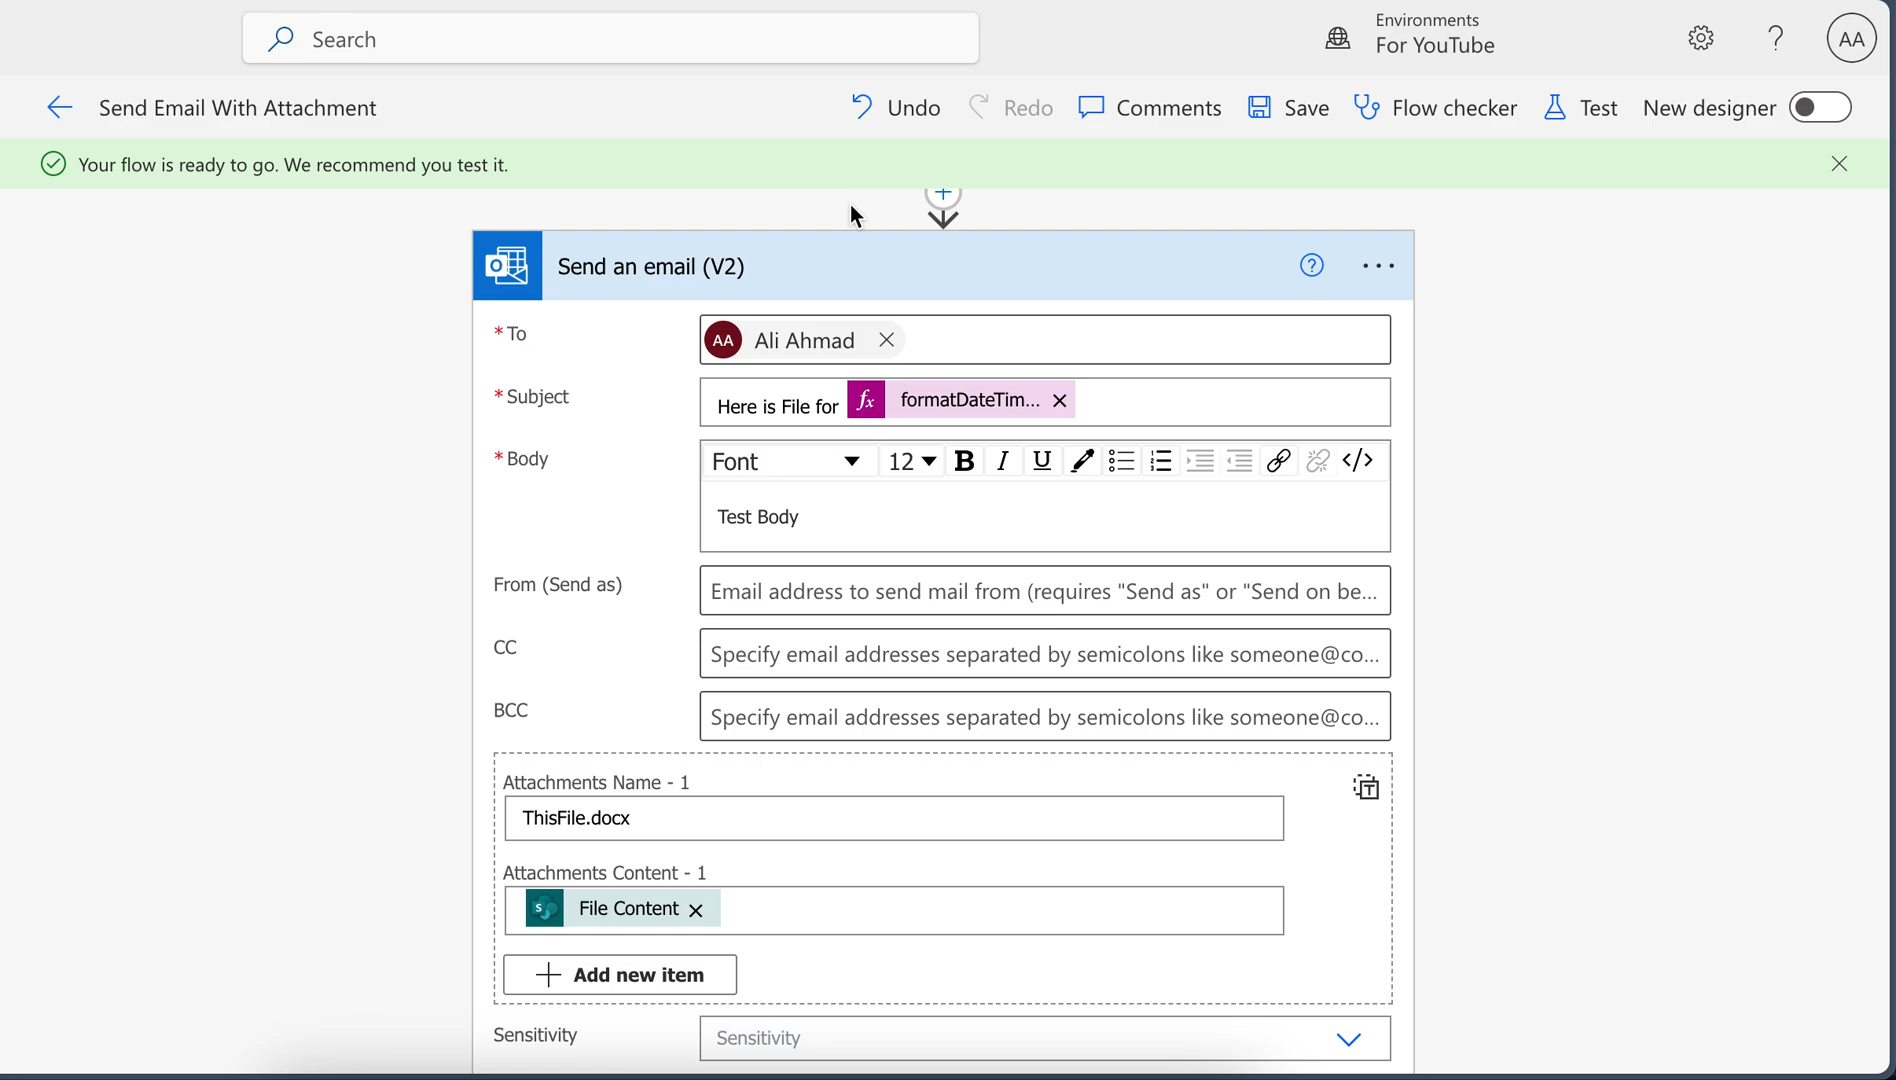 Search
Environments
For YouTube
AA
Send Email With Attachment
Undo
Redo
Comments
Save
Flow checker
Test
New designer
Your flow is ready to go. We recommend you test it.
Send an email (V2)
* To
AA Ali Ahmad
* Subject
Here is File for fx formatDateTim...
* Body
Font 12 B I U </>
Test Body
From (Send as)
Email address to send mail from (requires "Send as" or "Send on be...
CC
Specify email addresses separated by semicolons like someone@co...
BCC
Specify email addresses separated by semicolons like someone@co...
Attachments Name - 1
ThisFile.docx
Attachments Content - 1
S File Content
Add new item
Sensitivity
Sensitivity